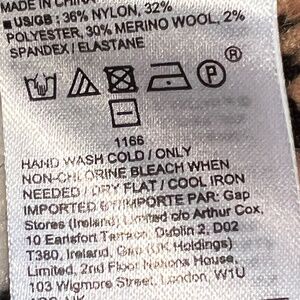 MADE IN CHINA
■ US/GB : 36% NYLON, 32%
POLYESTER, 30% MERINO WOOL, 2%
SPANDEX / ELASTANE
P ®
1166
HAND WASH COLD / ONLY
NON-CHLORINE BLEACH WHEN
NEEDED / DRY FLAT / COOL IRON
IMPORTED BY/IMPORTE PAR: Gap
Stores (Ireland) Limited c/o Arthur Cox,
10 Earlsfort Terrace, Dublin 2, D02
T380, Ireland, Gap (UK Holdings)
Limited, 2nd Floor Nations House,
103 Wigmore Street, London, W1U
UK